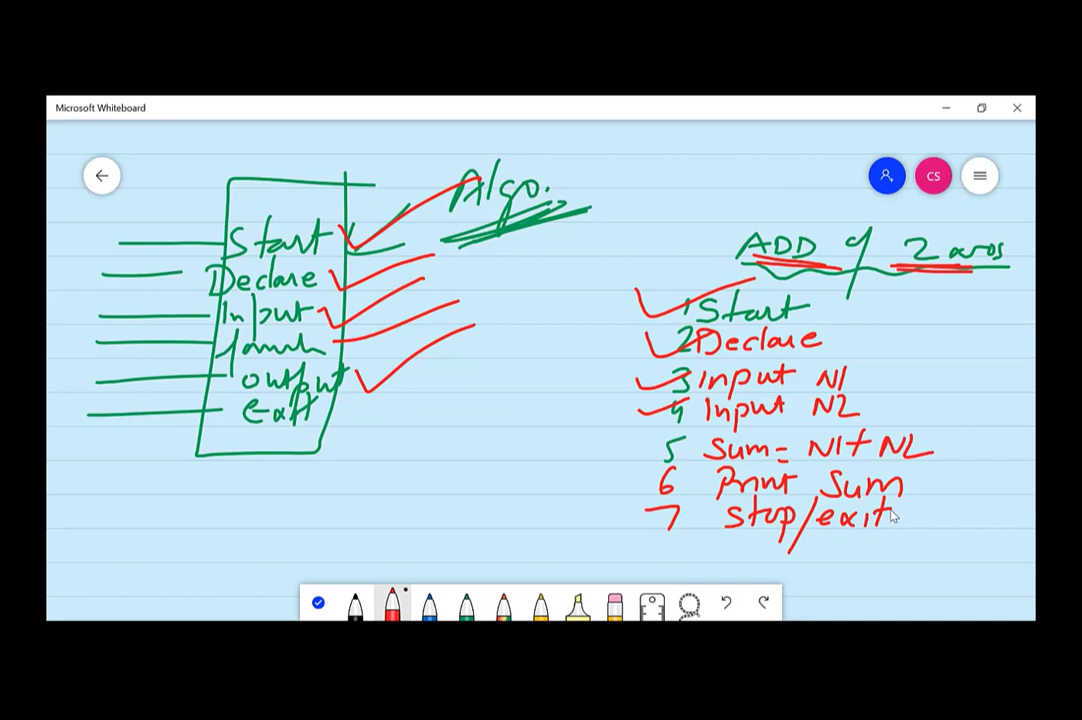 Microsoft Whiteboard
CS
Algo.
Start
Declare
Input
output
exit
ADD of 2 
1 Start
2 Declare
3 Input N1
4 Input N2
5 Sum = N1 + N2
6 Print Sum
7 Stop/exit